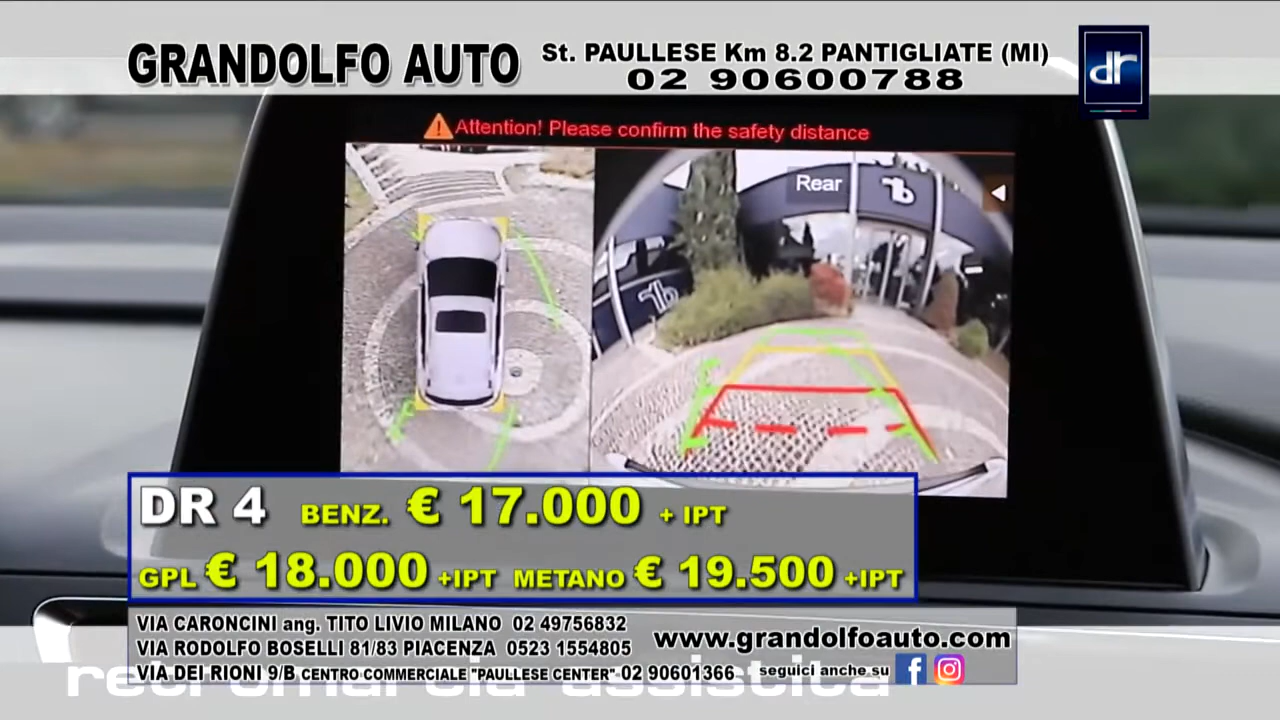 GRANDOLFO AUTO
St. PAULLESE Km 8.2 PANTIGLIATE (MI)
02 90600788
dr
Attention! Please confirm the safety distance
Rear
DR 4 BENZ. € 17.000 + IPT
GPL € 18.000 +IPT METANO € 19.500 +IPT
VIA CARONCINI ang. TITO LIVIO MILANO 02 49756832
VIA RODOLFO BOSELLI 81/83 PIACENZA 0523 1554805
VIA DEI RIONI 9/B CENTRO COMMERCIALE "PAULLESE CENTER" 02 90601366
www.grandolfoauto.com
seguici anche su
retromarcia assistita